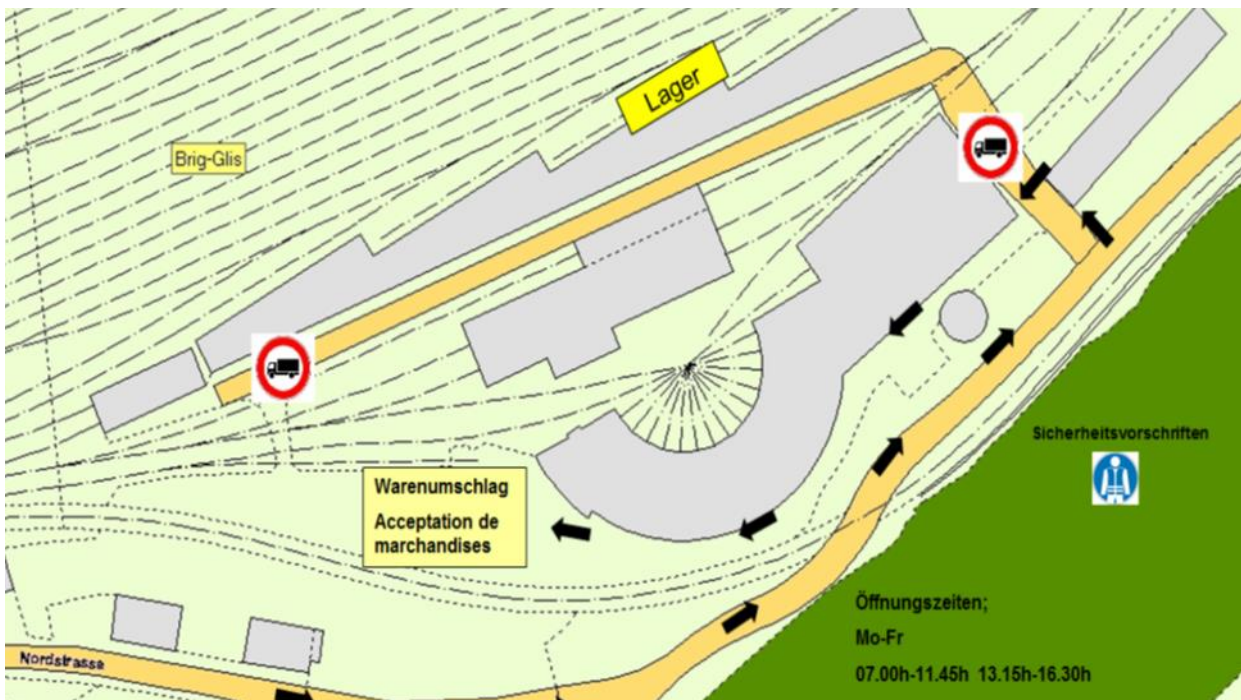 Lager
Brig-Glis
Sicherheitsvorschriften
Warenumschlag
Acceptation de
marchandises
Öffnungszeiten;
Mo-Fr
07.00h-11.45h 13.15h-16.30h
Nordstrasse